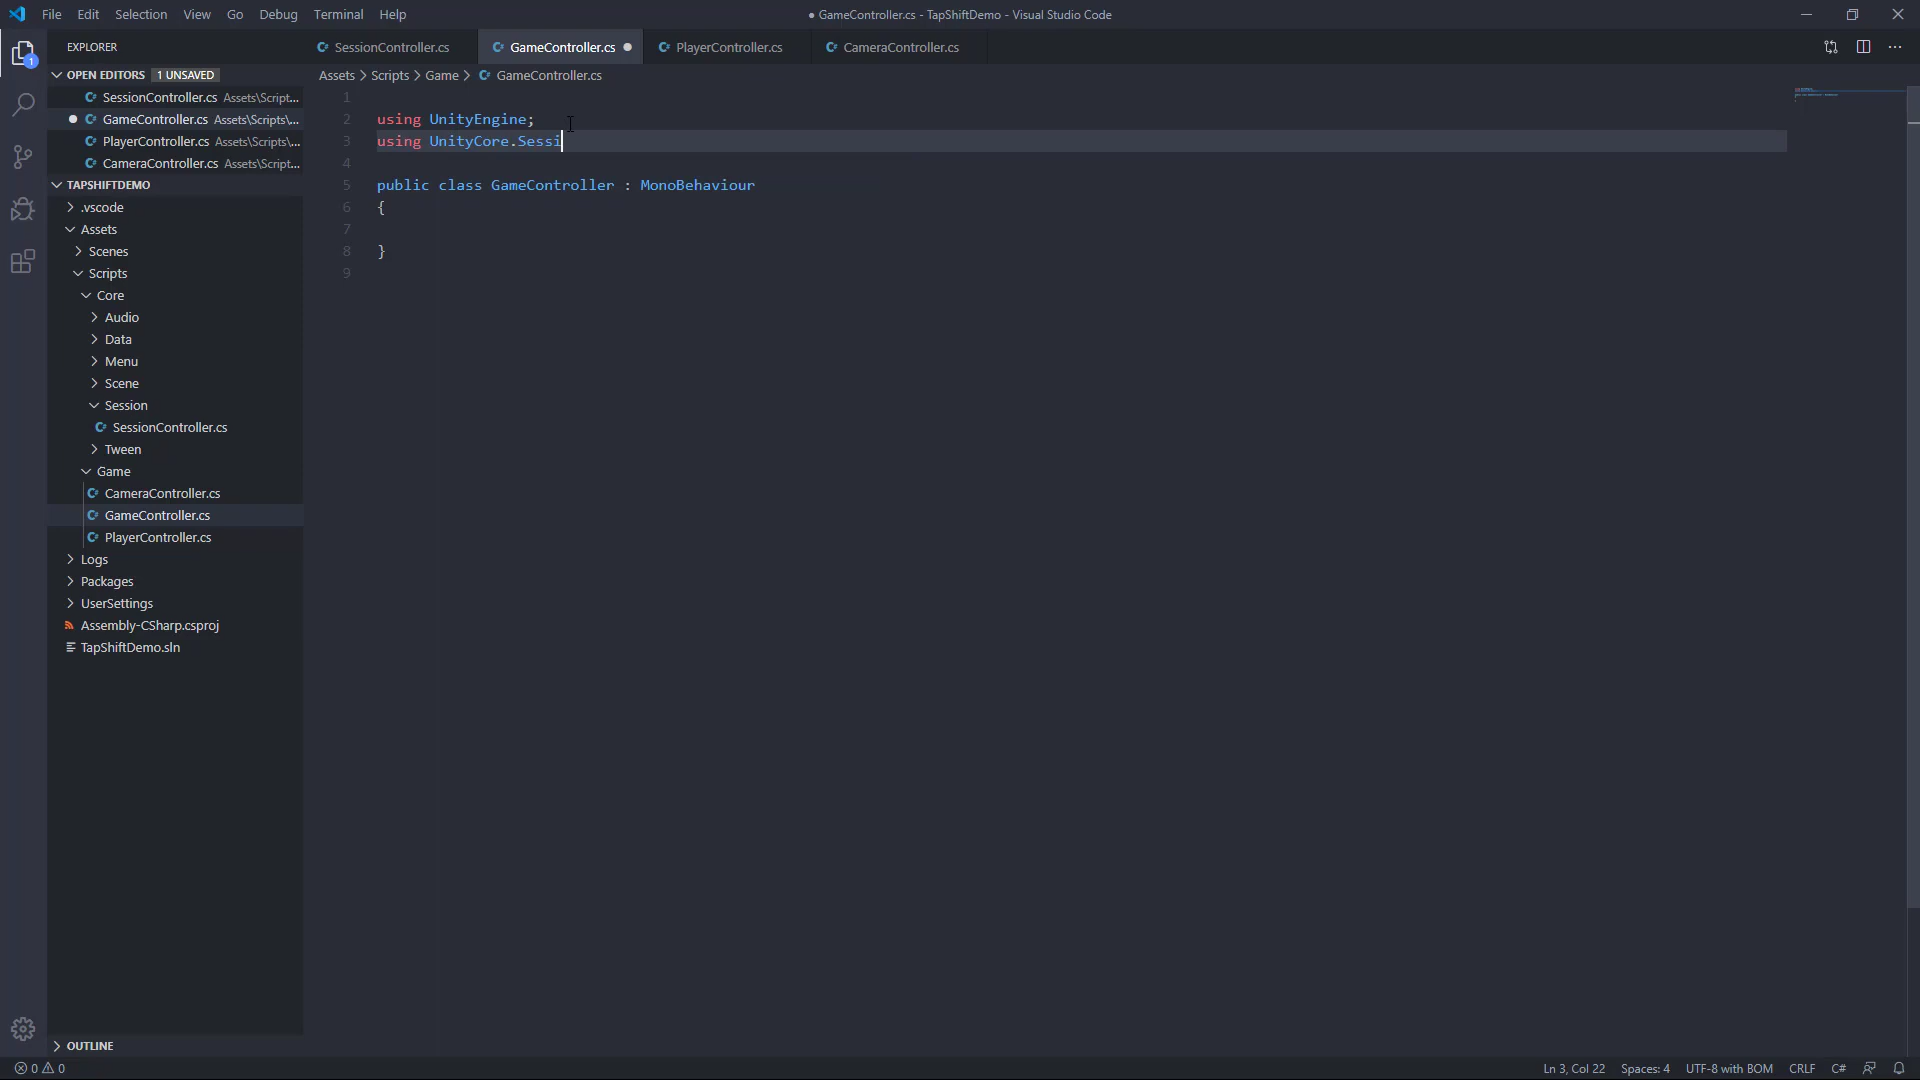 File Edit Selection View Go Debug Terminal Help
● GameController.cs - TapShiftDemo - Visual Studio Code
EXPLORER
SessionController.cs
GameController.cs
PlayerController.cs
CameraController.cs
OPEN EDITORS 1 UNSAVED
Assets > Scripts > Game > GameController.cs
SessionController.cs Assets\Script...
GameController.cs Assets\Scripts\...
PlayerController.cs Assets\Scripts\...
CameraController.cs Assets\Script...
TAPSHIFTDEMO
.vscode
Assets
Scenes
Scripts
Core
Audio
Data
Menu
Scene
Session
SessionController.cs
Tween
Game
CameraController.cs
GameController.cs
PlayerController.cs
Logs
Packages
UserSettings
Assembly-CSharp.csproj
TapShiftDemo.sln
OUTLINE
1
1
2 using UnityEngine;
3 using UnityCore.Sessi
4
5 public class GameController : MonoBehaviour
6 {
7
8 }
9
0 0
Ln 3, Col 22 Spaces: 4 UTF-8 with BOM CRLF C#